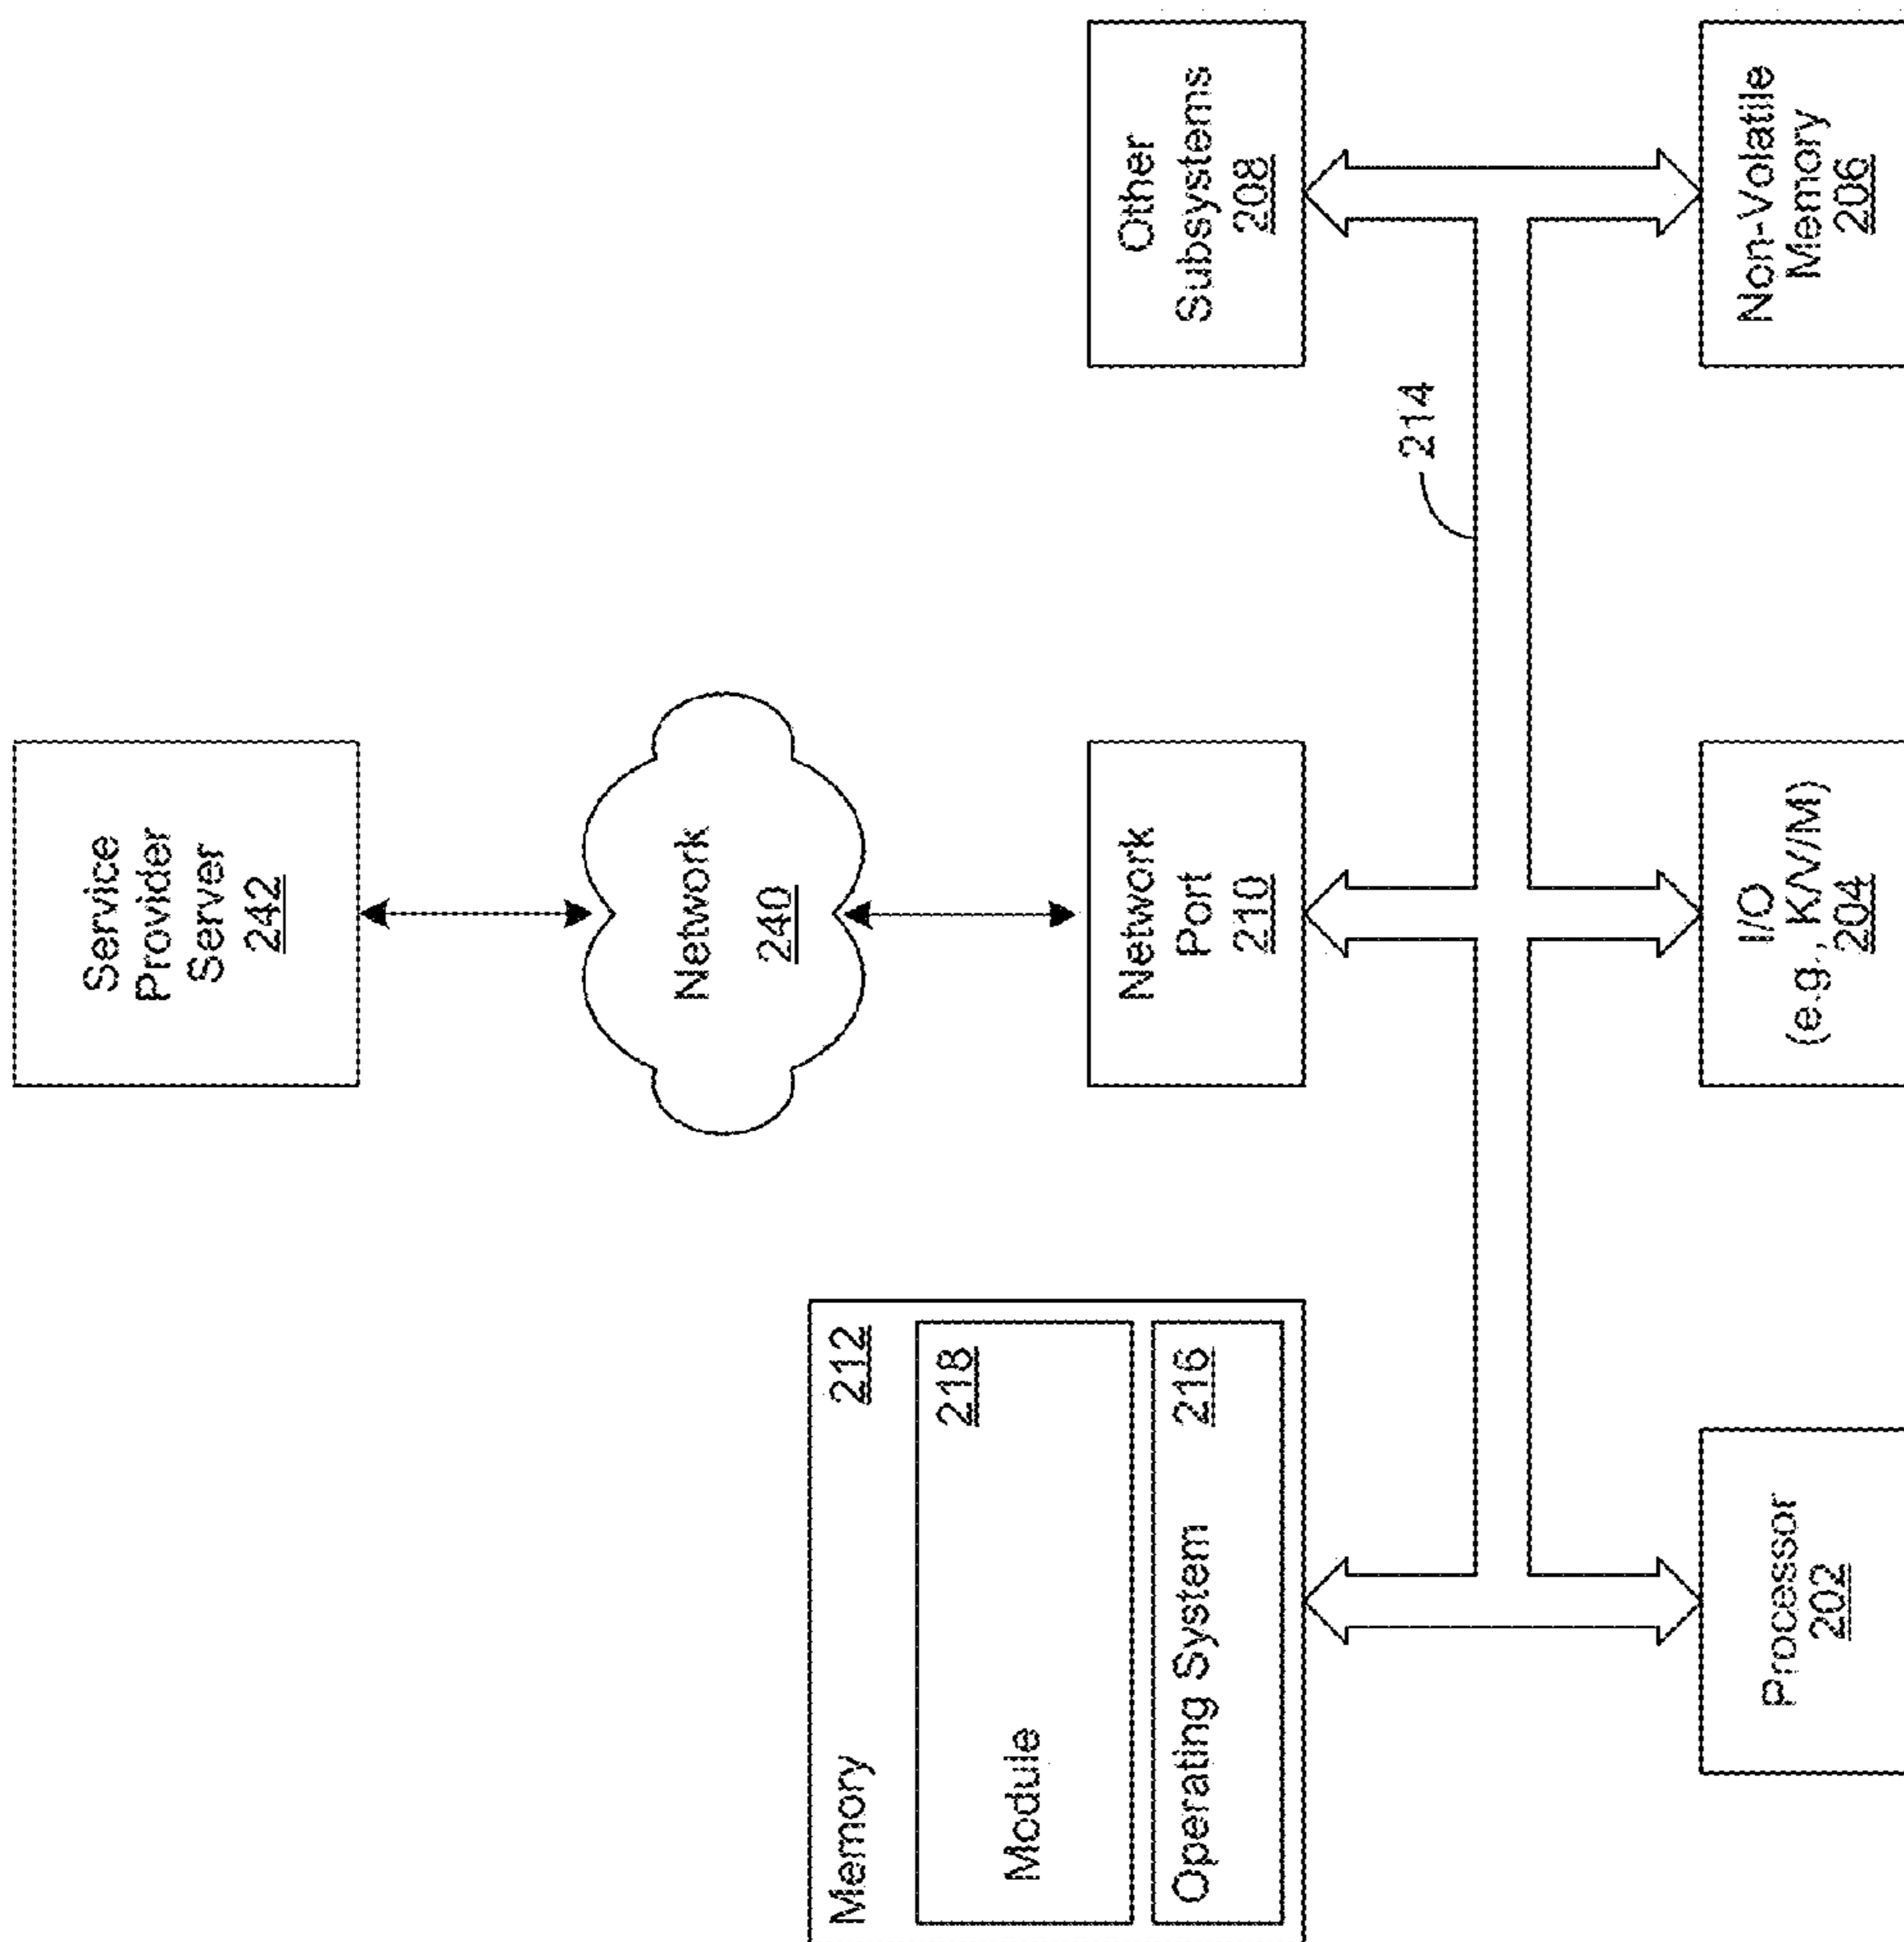 Service
Provider
Server
242
Network
240
Memory
212
Module
218
Operating System
216
Network
Port
210
Other
Subsystems
208
214
Processor
202
I/O
(e.g., K/V/M)
204
Non-Volatile
Memory
206